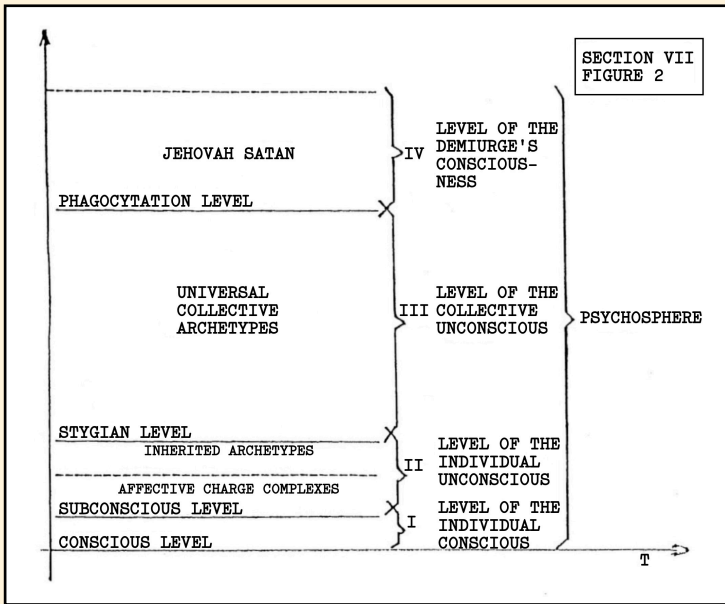 SECTION VII
FIGURE 2
JEHOVAH SATAN
IV
LEVEL OF THE
DEMIURGE'S
CONSCIOUS-
NESS
PHAGOCYTATION LEVEL
UNIVERSAL
COLLECTIVE
ARCHETYPES
III
LEVEL OF THE
COLLECTIVE
UNCONSCIOUS
PSYCHOSPHERE
STYGIAN LEVEL
INHERITED ARCHETYPES
II
LEVEL OF THE
INDIVIDUAL
UNCONSCIOUS
AFFECTIVE CHARGE COMPLEXES
SUBCONSCIOUS LEVEL
I
LEVEL OF THE
INDIVIDUAL
CONSCIOUS
CONSCIOUS LEVEL
T